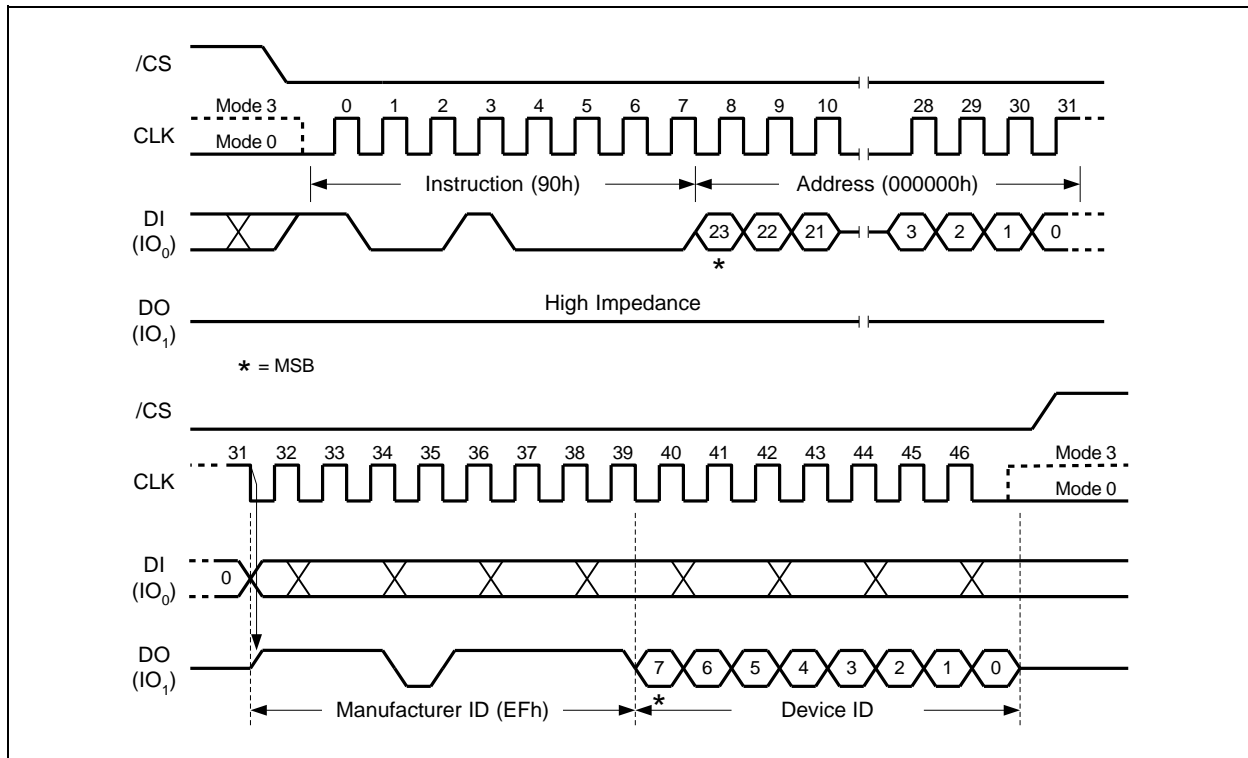 /CS
Mode 3 0 1 2 3 4 5 6 7 8 9 10 28 29 30 31
CLK
Mode 0
Instruction (90h) Address (000000h)
DI
(IO0) 23 22 21 3 2 1 0
*
DO High Impedance
(IO1)
* = MSB
/CS
31 32 33 34 35 36 37 38 39 40 41 42 43 44 45 46 Mode 3
CLK
Mode 0
DI
(IO0) 0
DO
(IO1) 7 6 5 4 3 2 1 0
*
Manufacturer ID (EFh) Device ID